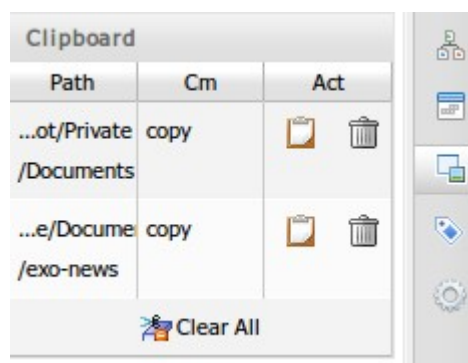 Clipboard
Path Cm Act
...ot/Private copy
/Documents
...e/Docume copy
/exo-news
Clear All